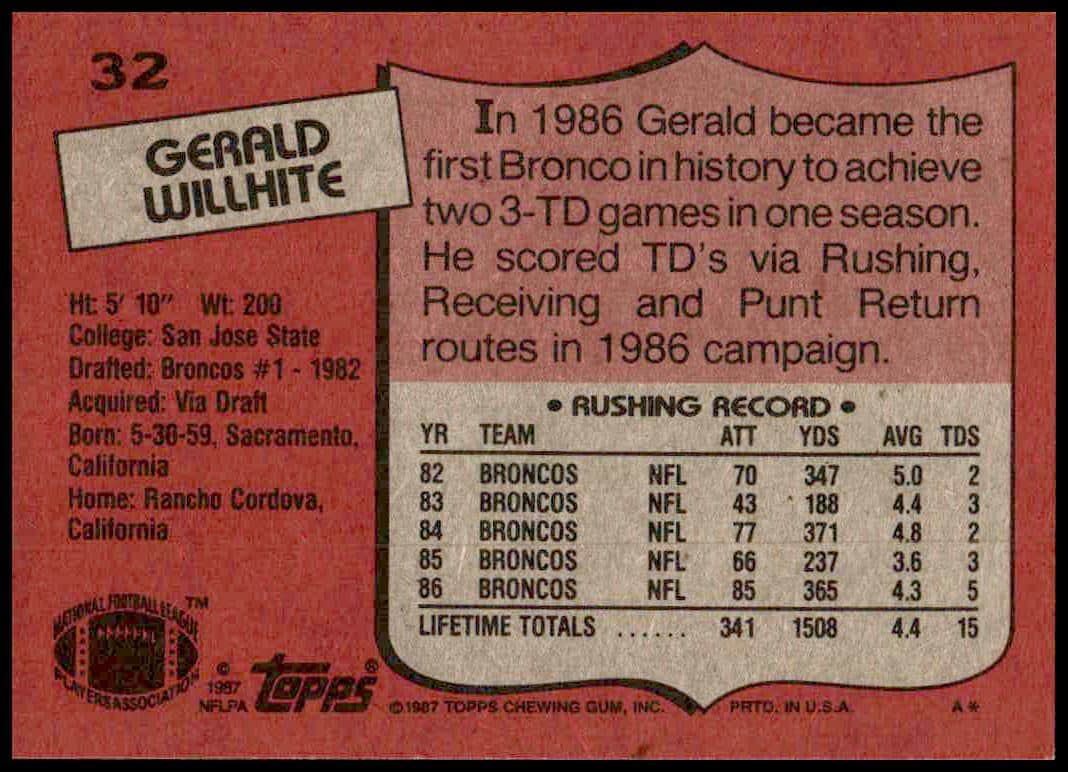 32
GERALD
WILLHITE
Ht: 5' 10" Wt: 200
College: San Jose State
Drafted: Broncos #1 - 1982
Acquired: Via Draft
Born: 5-30-59, Sacramento,
California
Home: Rancho Cordova,
California
In 1986 Gerald became the
first Bronco in history to achieve
two 3-TD games in one season.
He scored TD's via Rushing,
Receiving and Punt Return
routes in 1986 campaign.
• RUSHING RECORD •
YR TEAM ATT YDS AVG TDS
82 BRONCOS NFL 70 347 5.0 2
83 BRONCOS NFL 43 188 4.4 3
84 BRONCOS NFL 77 371 4.8 2
85 BRONCOS NFL 66 237 3.6 3
86 BRONCOS NFL 85 365 4.3 5
LIFETIME TOTALS ...... 341 1508 4.4 15
NATIONAL FOOTBALL LEAGUE ™
PLAYERS ASSOCIATION
© 1987 NFLPA
topps®
©1987 TOPPS CHEWING GUM, INC. PRTD. IN U.S.A. A*